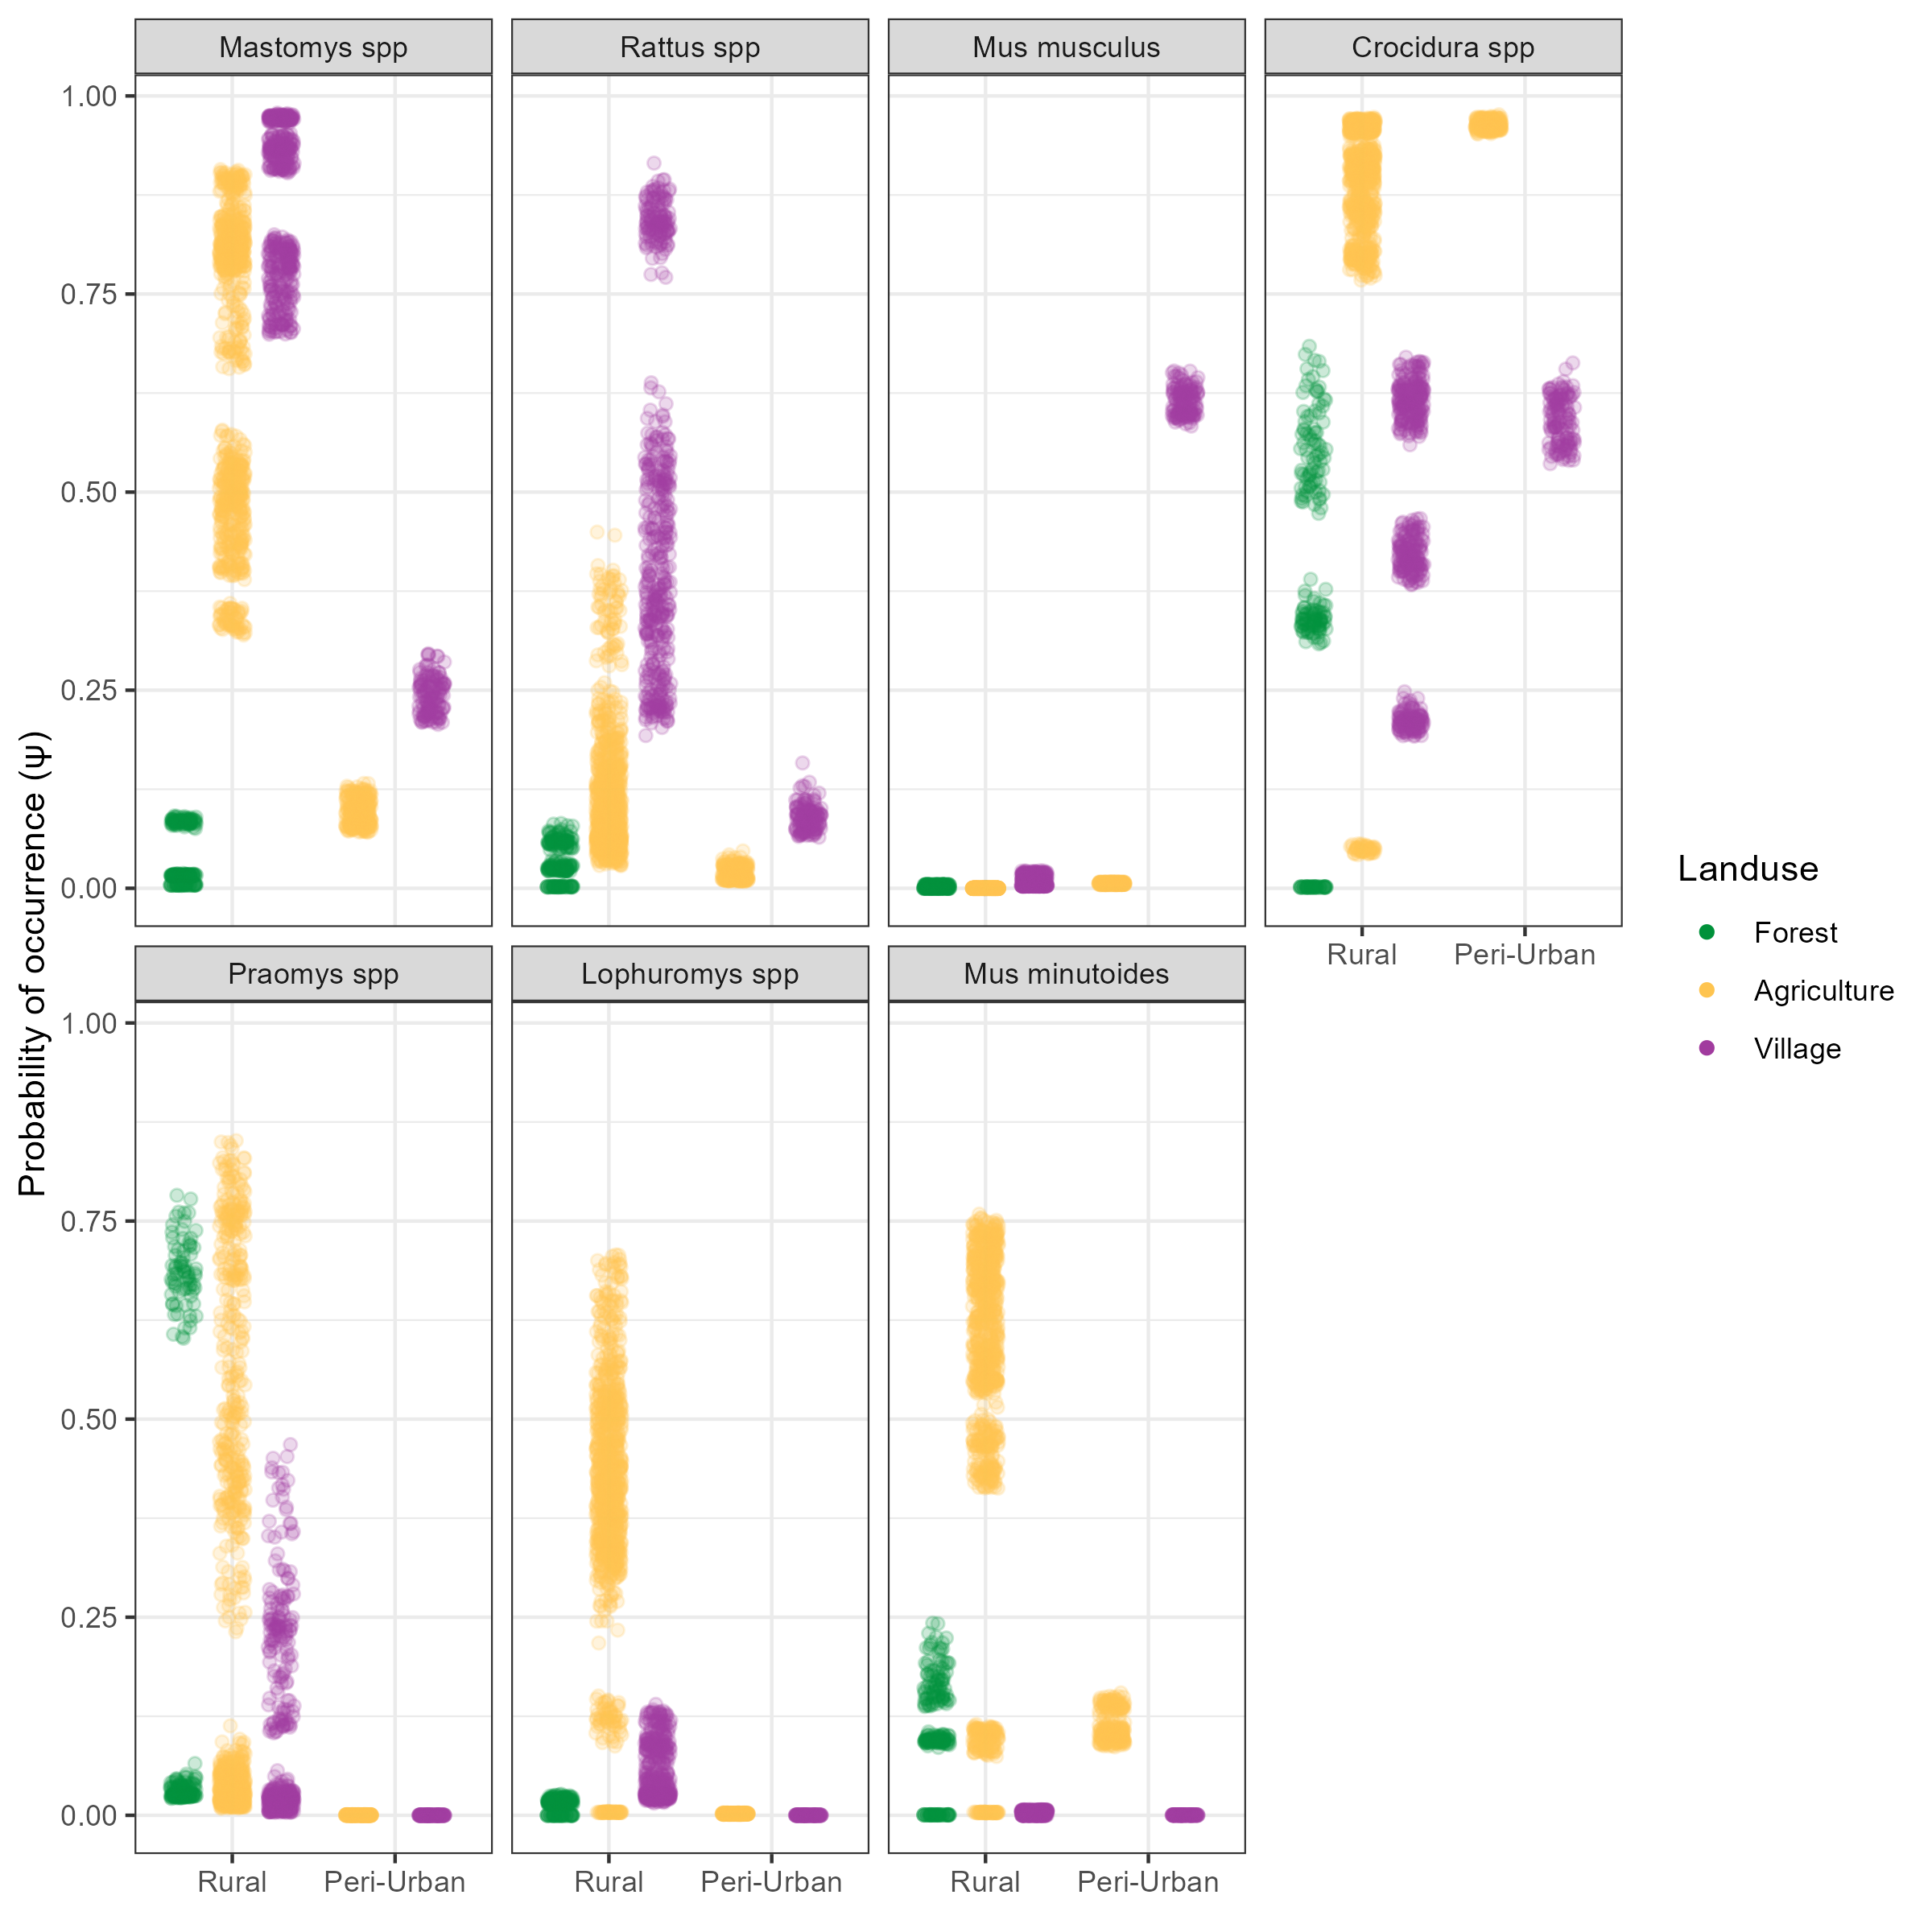 Mastomys spp
Rattus spp
Mus musculus
Crocidura spp
1.00
0.75
0.50
0.25
0.00
Rural
Peri-Urban
Praomys spp
Lophuromys spp
Mus minutoides
1.00
0.75
0.50
0.25
0.00
Rural
Peri-Urban
Rural
Peri-Urban
Rural
Peri-Urban
Probability of occurrence (ψ)
Landuse
Forest
Agriculture
Village